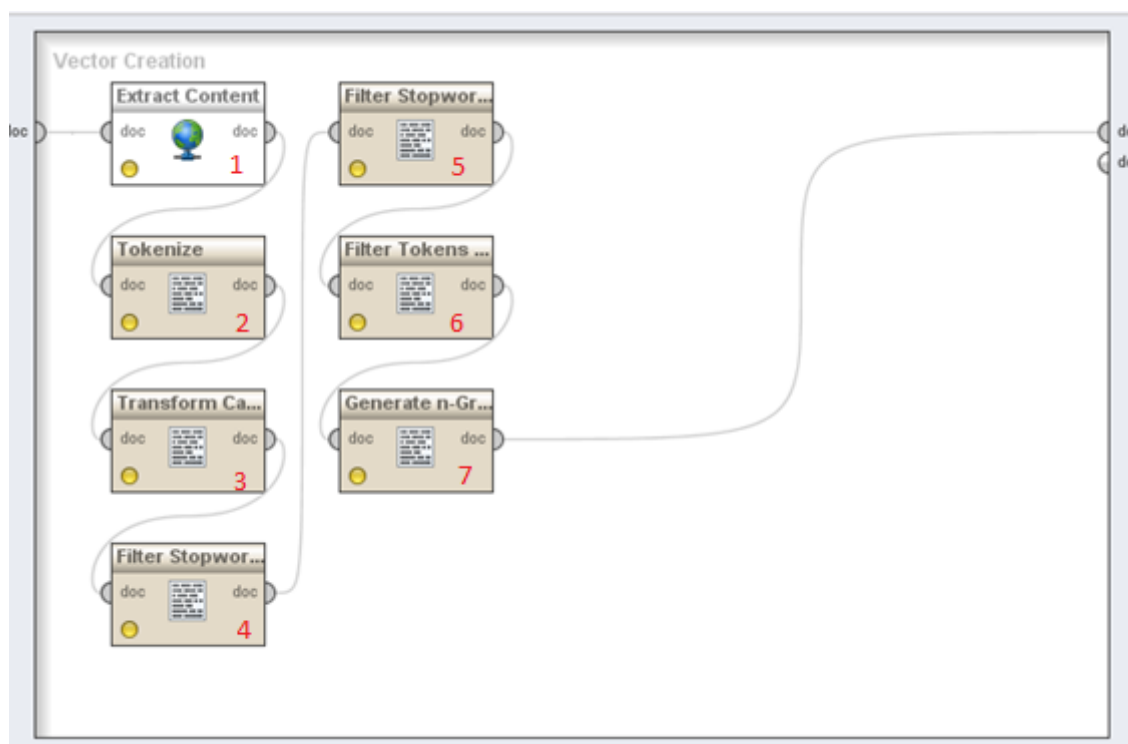 Vector Creation
Extract Content
doc
doc
doc
1
Tokenize
doc
doc
2
Transform Ca...
doc
doc
3
Filter Stopwor...
doc
doc
4
Filter Stopwor...
doc
doc
5
Filter Tokens ...
doc
doc
6
Generate n-Gr...
doc
doc
7